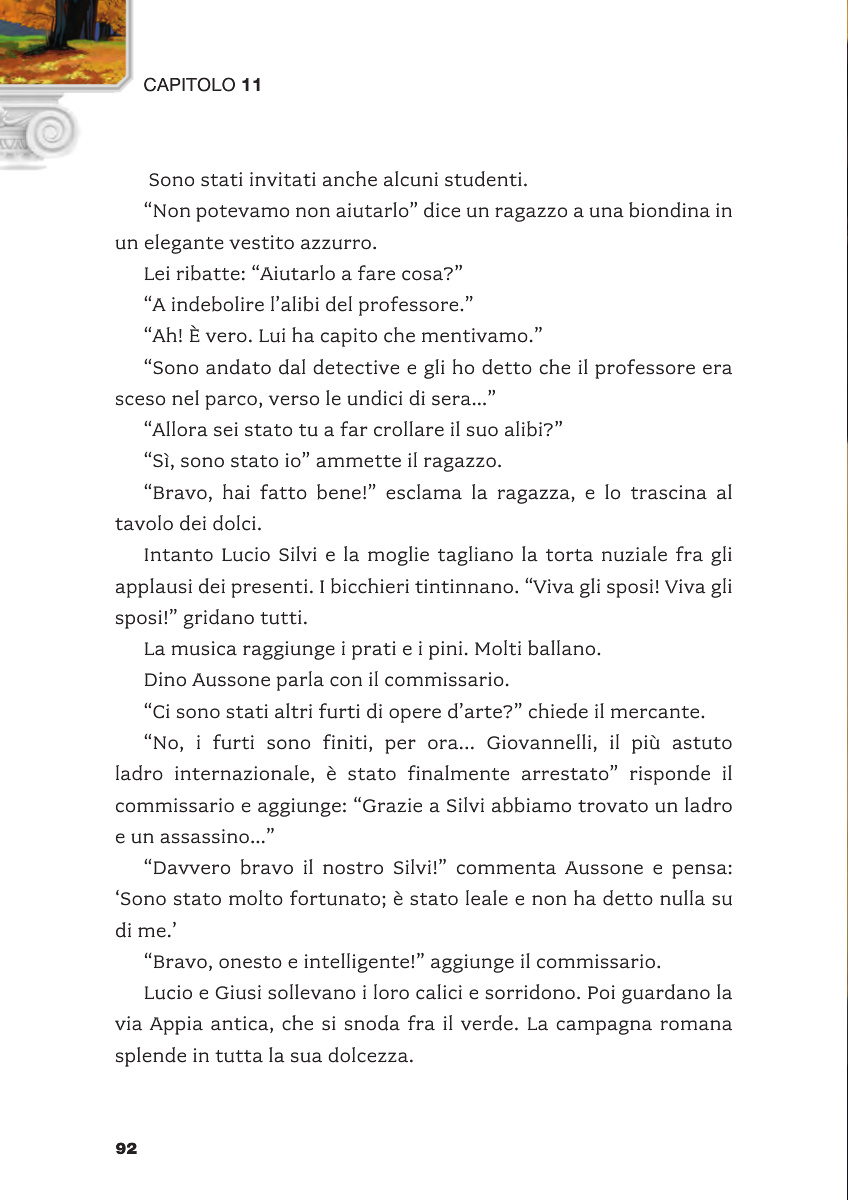 CAPITOLO 11
Sono stati invitati anche alcuni studenti.
“Non potevamo non aiutarlo” dice un ragazzo a una biondina in
un elegante vestito azzurro.
Lei ribatte: “Aiutarlo a fare cosa?”
“A indebolire l’alibi del professore.”
“Ah! È vero. Lui ha capito che mentivamo.”
“Sono andato dal detective e gli ho detto che il professore era
sceso nel parco, verso le undici di sera...”
“Allora sei stato tu a far crollare il suo alibi?”
“Sì, sono stato io” ammette il ragazzo.
“Bravo, hai fatto bene!” esclama la ragazza, e lo trascina al
tavolo dei dolci.
Intanto Lucio Silvi e la moglie tagliano la torta nuziale fra gli
applausi dei presenti. I bicchieri tintinnano. “Viva gli sposi! Viva gli
sposi!” gridano tutti.
La musica raggiunge i prati e i pini. Molti ballano.
Dino Aussone parla con il commissario.
“Ci sono stati altri furti di opere d’arte?” chiede il mercante.
“No, i furti sono finiti, per ora... Giovannelli, il più astuto
ladro internazionale, è stato finalmente arrestato” risponde il
commissario e aggiunge: “Grazie a Silvi abbiamo trovato un ladro
e un assassino...”
“Davvero bravo il nostro Silvi!” commenta Aussone e pensa:
‘Sono stato molto fortunato; è stato leale e non ha detto nulla su
di me.’
“Bravo, onesto e intelligente!” aggiunge il commissario.
Lucio e Giusi sollevano i loro calici e sorridono. Poi guardano la
via Appia antica, che si snoda fra il verde. La campagna romana
splende in tutta la sua dolcezza.
92